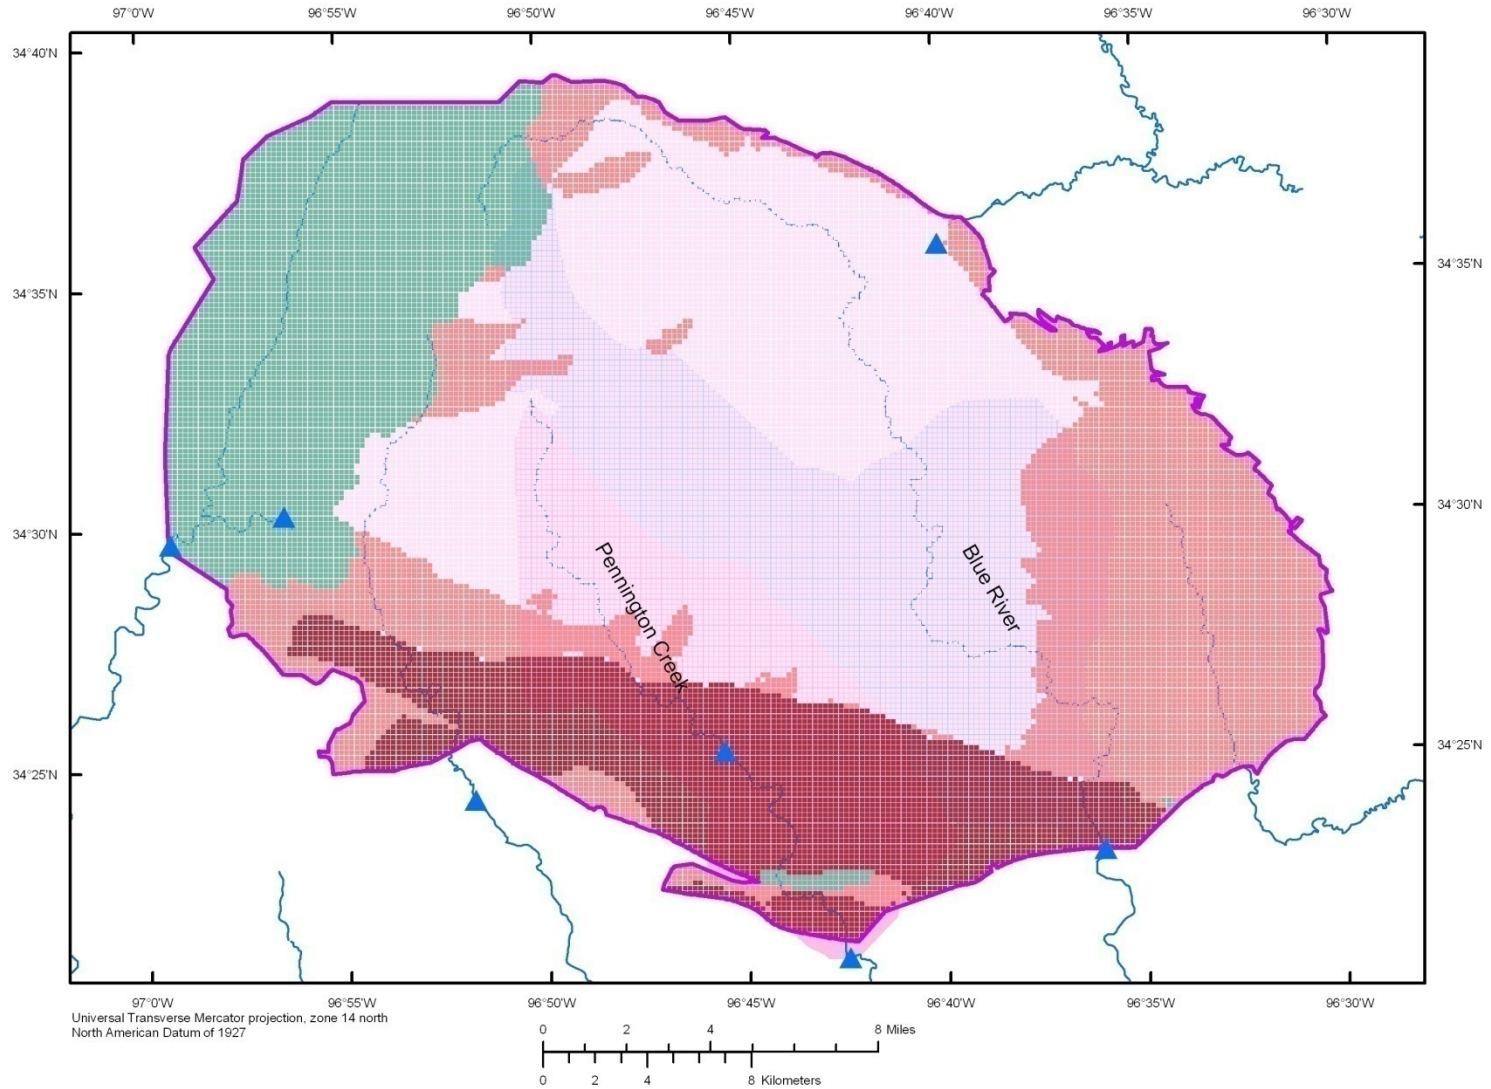 97°0'W 96°55'W 96°50'W 96°45'W 96°40'W 96°35'W 96°30'W
34°40'N
34°35'N
34°35'N
34°30'N
34°30'N
Pennington Creek
Blue River
34°25'N
34°25'N
97°0'W 96°55'W 96°50'W 96°45'W 96°40'W 96°35'W 96°30'W
Universal Transverse Mercator projection, zone 14 north
North American Datum of 1927
0 2 4 8 Miles
0 2 4 8 Kilometers